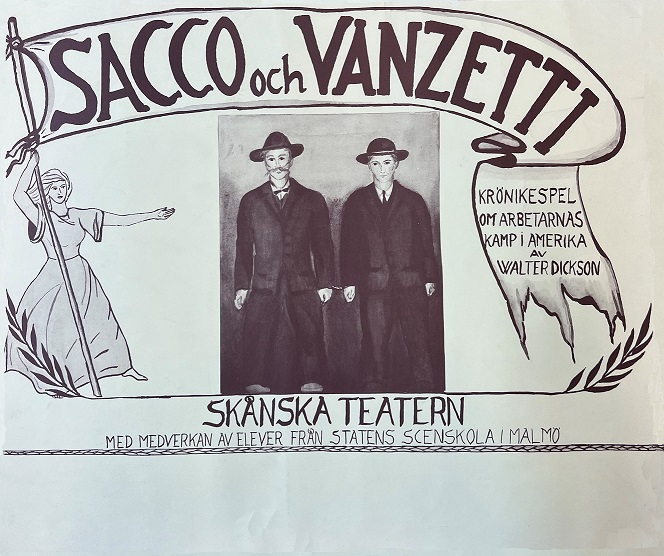 SACCO och VANZETTI
KRÖNIKESPEL
OM ARBETARNAS
KAMP I AMERIKA
AV
WALTER DICKSON
SKÅNSKA TEATERN
MED MEDVERKAN AV ELEVER FRÅN STATENS SCENSKOLA I MALMÖ